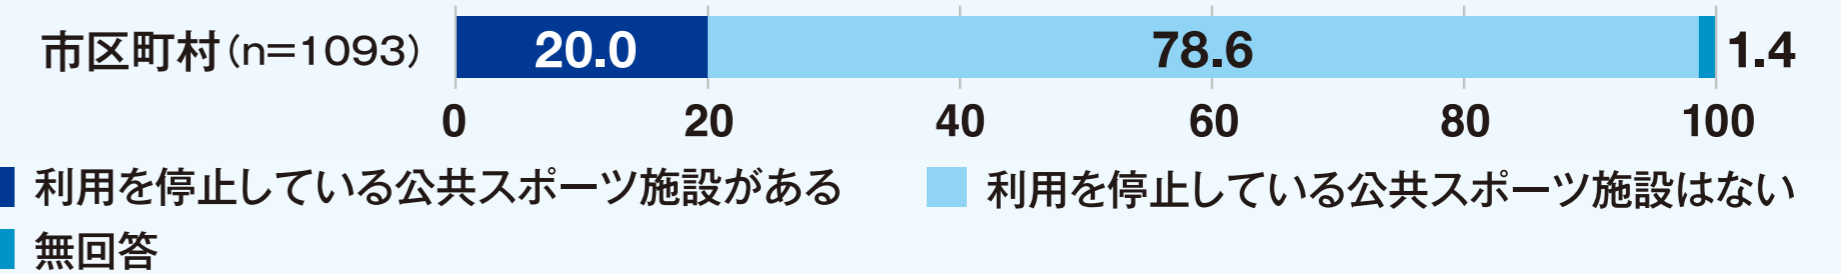 市区町村(n=1093) 20.0 78.6 1.4
0 20 40 60 80 100
利用を停止している公共スポーツ施設がある 利用を停止している公共スポーツ施設はない
無回答